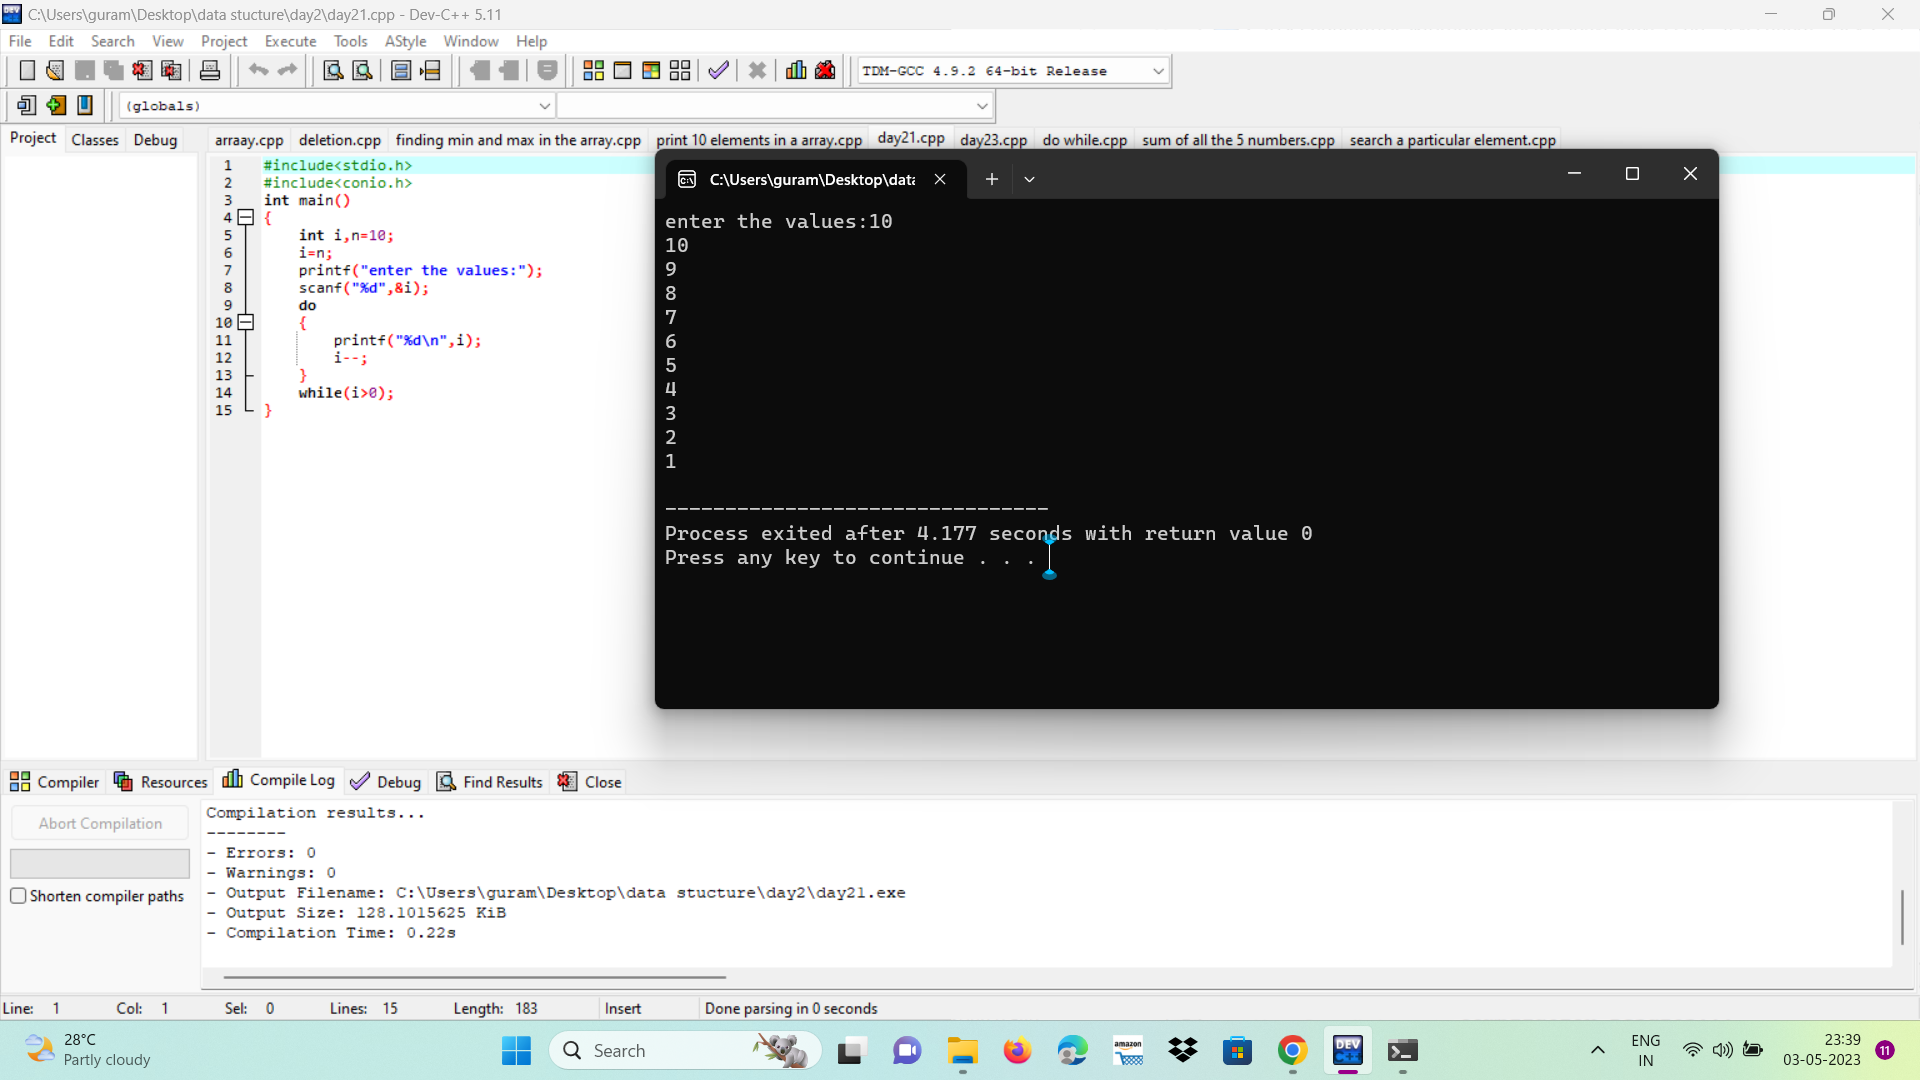 C:\Users\guram\Desktop\data stucture\day2\day21.cpp - Dev-C++ 5.11
File Edit Search View Project Execute Tools AStyle Window Help
TDM-GCC 4.9.2 64-bit Release
(globals)
Project Classes Debug
arraay.cpp deletion.cpp finding min and max in the array.cpp print 10 elements in a array.cpp day21.cpp day23.cpp do while.cpp sum of all the 5 numbers.cpp search a particular element.cpp
1 #include<stdio.h>
2 #include<conio.h>
3 int main()
4 {
5 int i,n=10;
6 i=n;
7 printf("enter the values:");
8 scanf("%d",&i);
9 do
10 {
11 printf("%d\n",i);
12 i--;
13 }
14 while(i>0);
15 }
C:\Users\guram\Desktop\data
enter the values:10
10
9
8
7
6
5
4
3
2
1
--------------------------------
Process exited after 4.177 seconds with return value 0
Press any key to continue . . .
Compiler Resources Compile Log Debug Find Results Close
Abort Compilation
Shorten compiler paths
Compilation results...
--------
- Errors: 0
- Warnings: 0
- Output Filename: C:\Users\guram\Desktop\data stucture\day2\day21.exe
- Output Size: 128.1015625 KiB
- Compilation Time: 0.22s
Line: 1 Col: 1 Sel: 0 Lines: 15 Length: 183 Insert Done parsing in 0 seconds
28°C
Partly cloudy
Search
amazon
DEV
C++
ENG
IN
23:39
03-05-2023
11